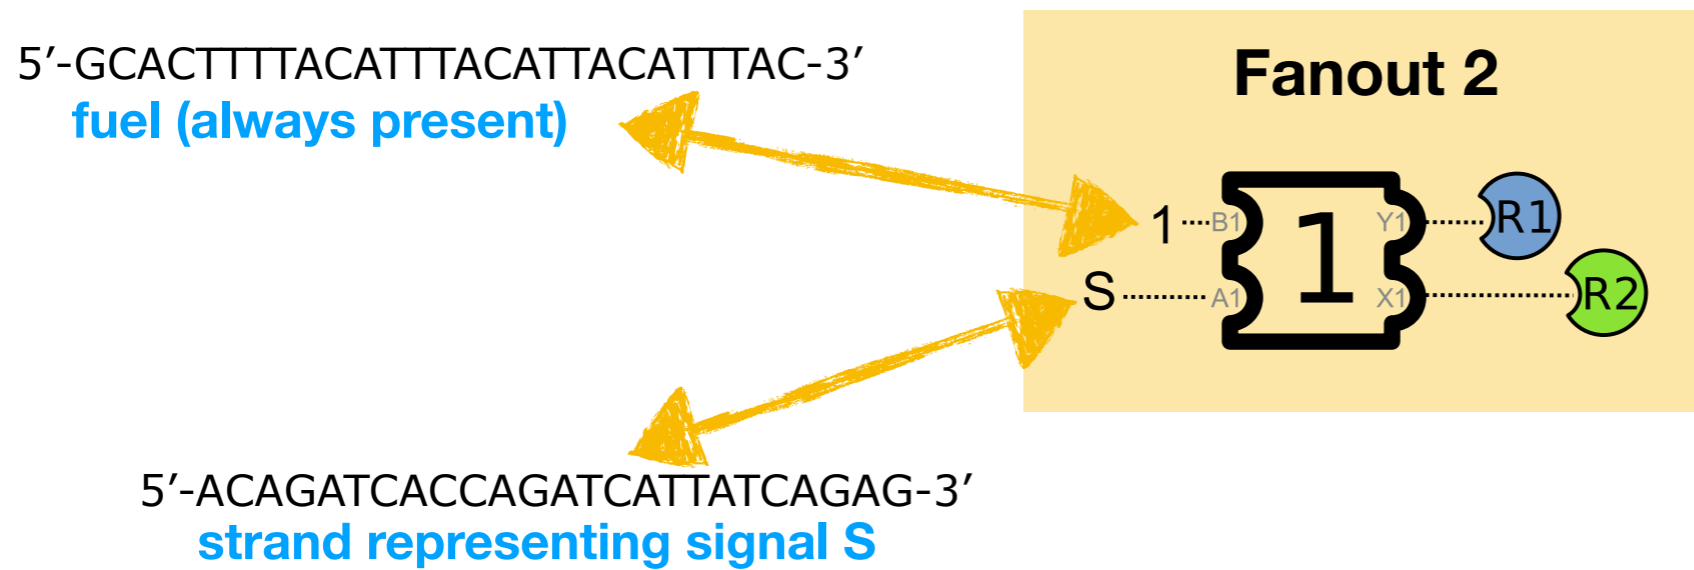 5′-GCACTTTTACATTTACATTACATTTAC-3′
fuel (always present)
Fanout 2
1 B1 1 Y1 R1
S A1 X1 R2
5′-ACAGATCACCAGATCATTATCAGAG-3′
strand representing signal S